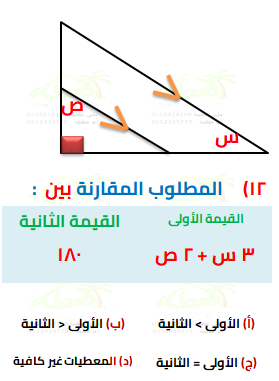 ص
س
١٢) المطلوب المقارنة بين :
القيمة الأولى القيمة الثانية
٣ س + ٢ ص ١٨٠
(أ) الأولى > الثانية (ب) الأولى < الثانية
(ج) الأولى = الثانية (د) المعطيات غير كافية